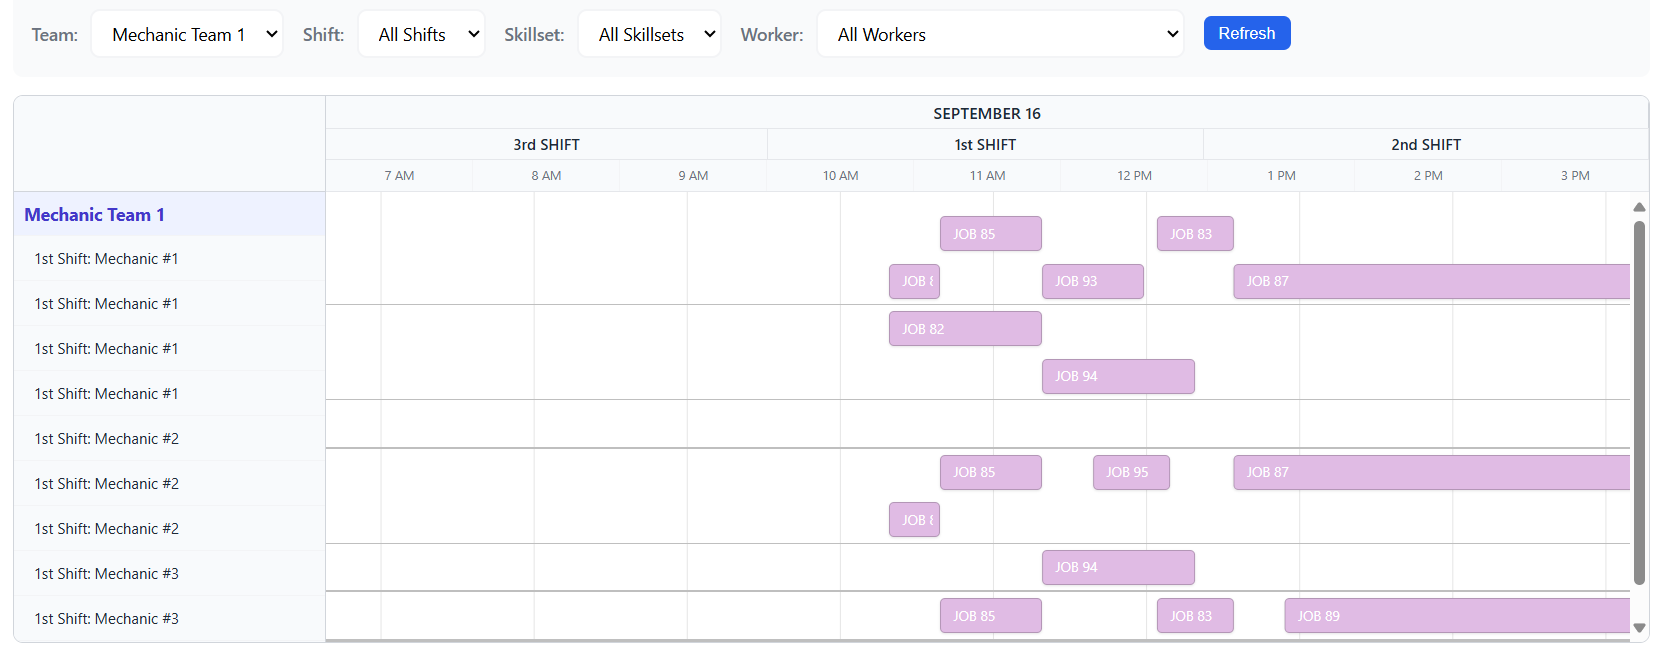 Team: Mechanic Team 1 Shift: All Shifts Skillset: All Skillsets Worker: All Workers Refresh
SEPTEMBER 16
3rd SHIFT 1st SHIFT 2nd SHIFT
7 AM 8 AM 9 AM 10 AM 11 AM 12 PM 1 PM 2 PM 3 PM
Mechanic Team 1
JOB 85 JOB 83
1st Shift: Mechanic #1
JOB JOB 93 JOB 87
1st Shift: Mechanic #1
JOB 82
1st Shift: Mechanic #1
JOB 94
1st Shift: Mechanic #1
1st Shift: Mechanic #2
JOB 85 JOB 95 JOB 87
1st Shift: Mechanic #2
JOB
1st Shift: Mechanic #2
JOB 94
1st Shift: Mechanic #3
JOB 85 JOB 83 JOB 89
1st Shift: Mechanic #3